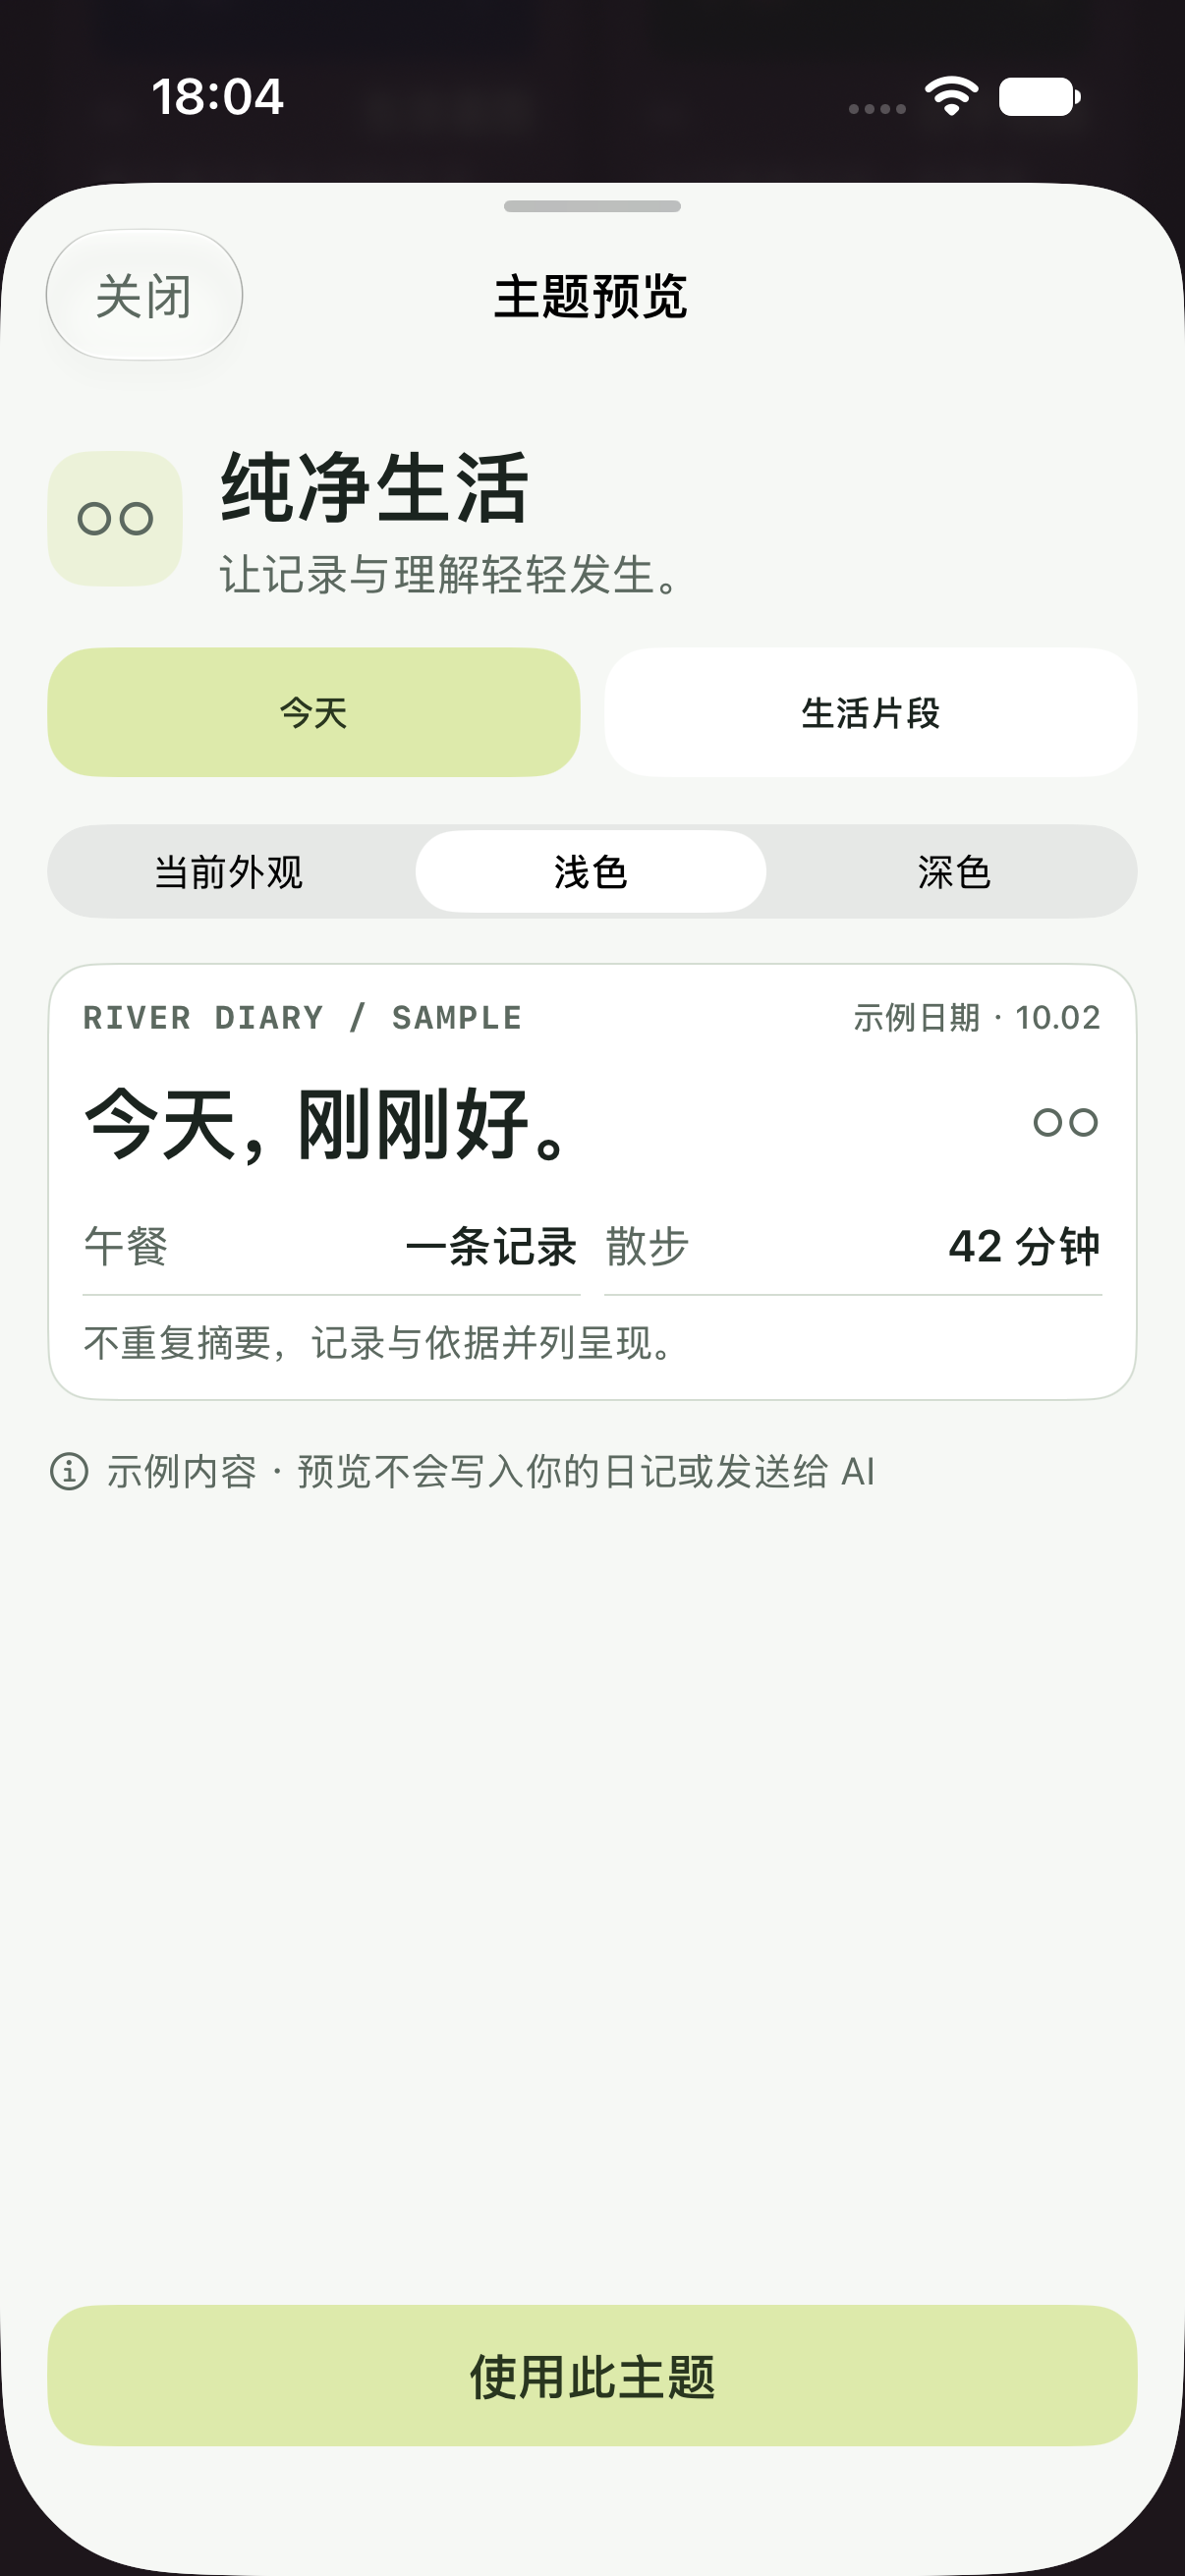 18:04
关闭
主题预览
纯净生活
让记录与理解轻轻发生。
今天
生活片段
当前外观
浅色
深色
RIVER DIARY / SAMPLE
示例日期 · 10.02
今天，刚刚好。
午餐
一条记录
散步
42 分钟
不重复摘要，记录与依据并列呈现。
示例内容 · 预览不会写入你的日记或发送给 AI
使用此主题